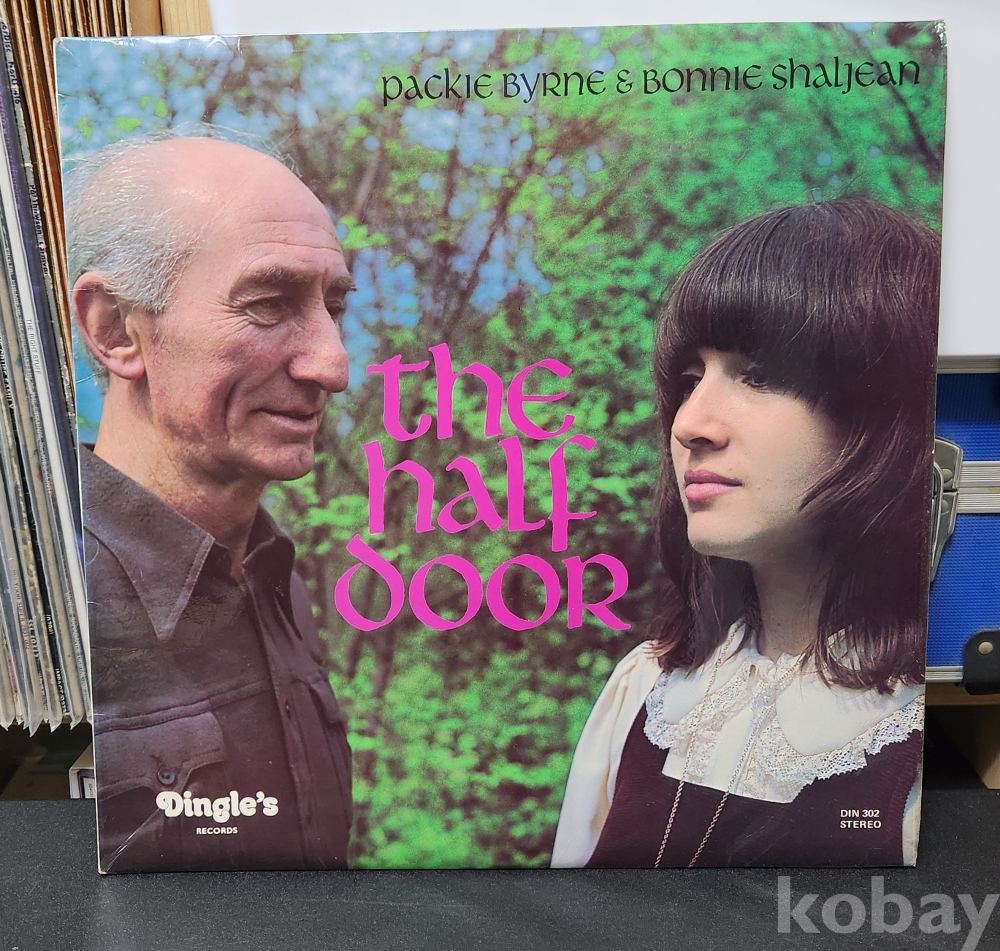 packie Byrne & Bonnie Shaljean
the
half
door
Dingle's
RECORDS
DIN 302
STEREO
kobay